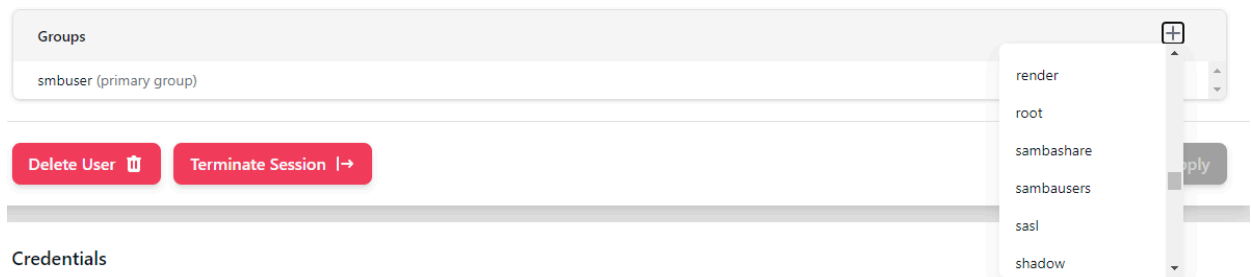 Groups
smbuser (primary group)
render
root
sambashare
sambausers
sasl
shadow
Delete User
Terminate Session
Credentials